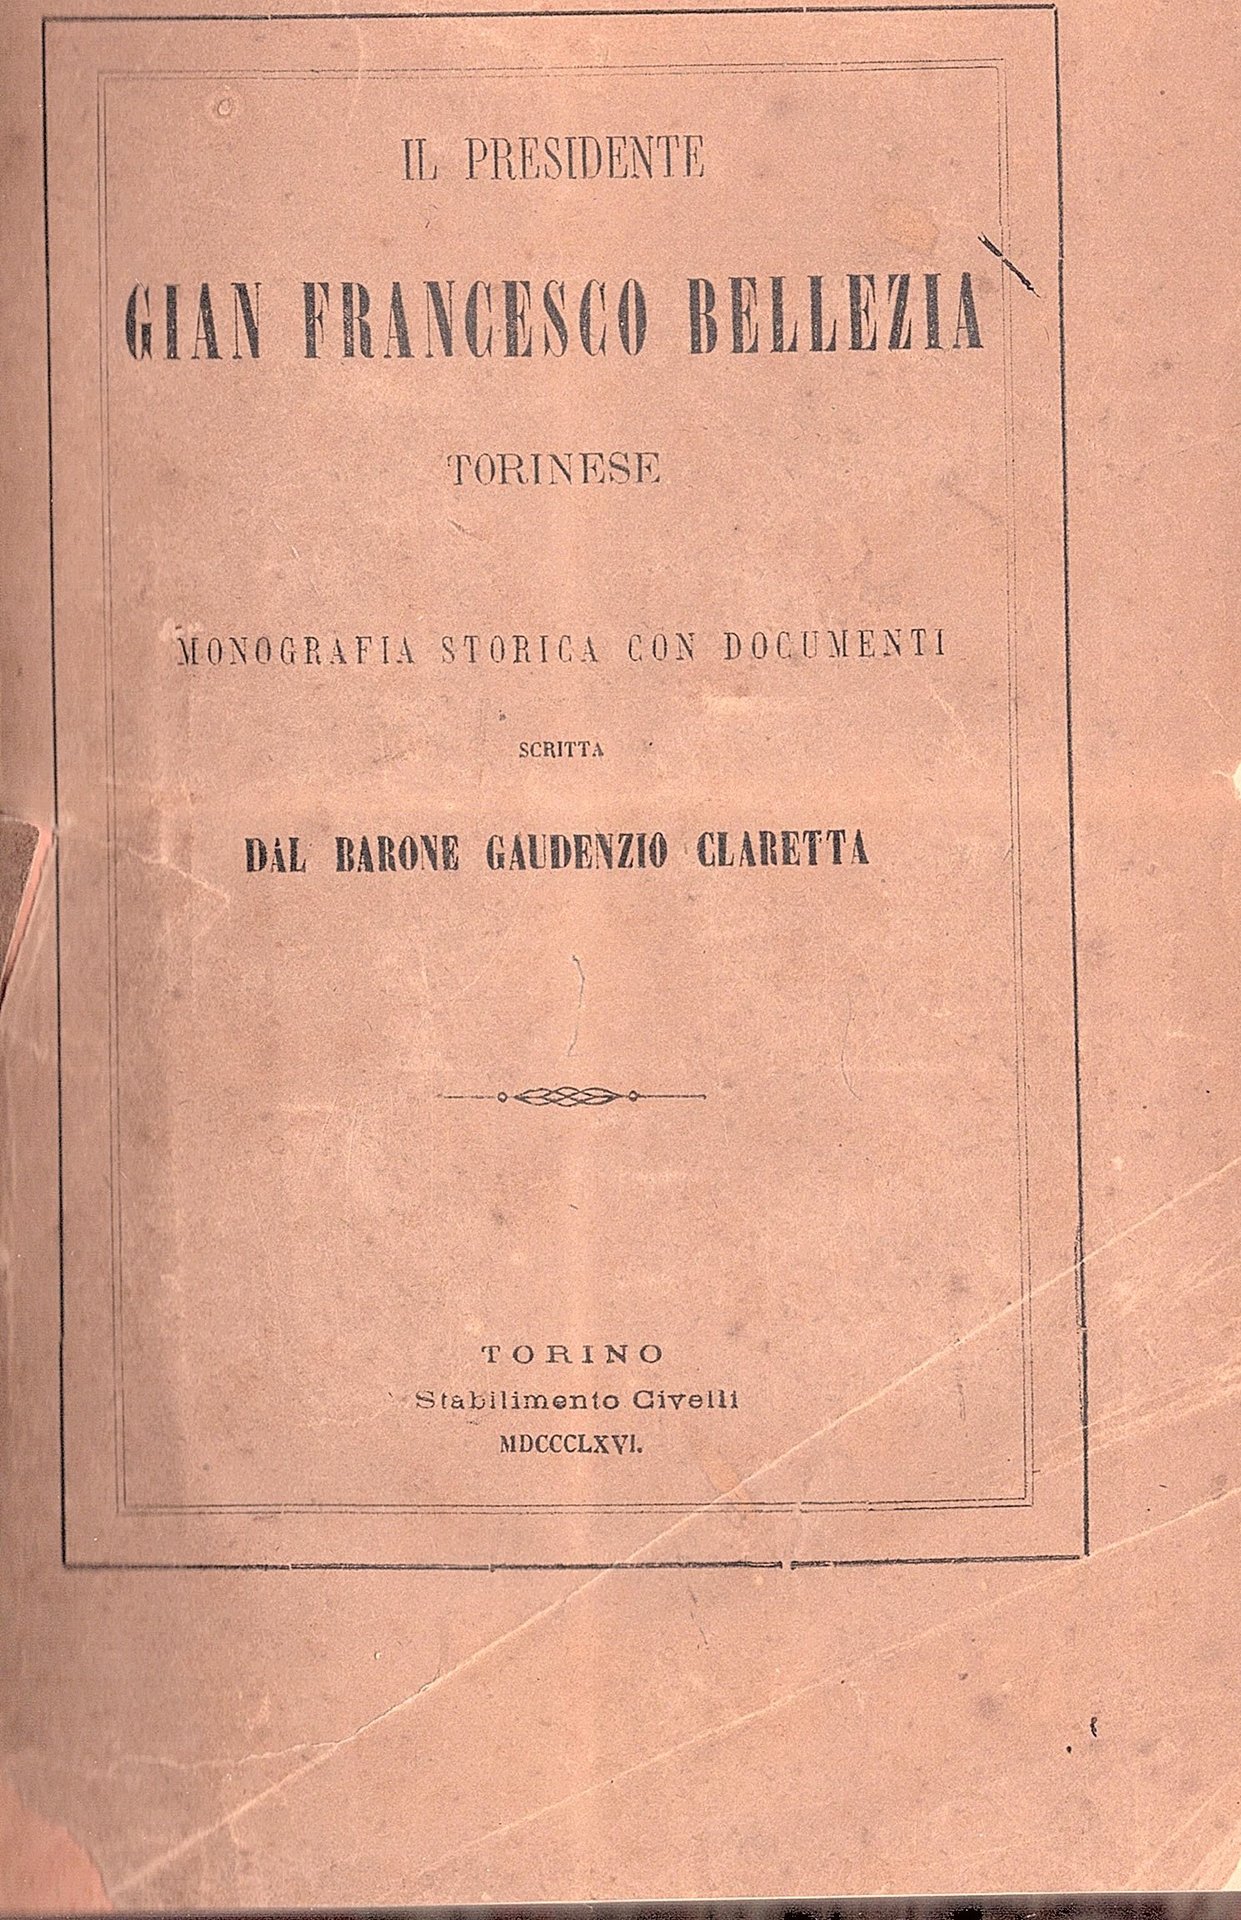 IL PRESIDENTE
GIAN FRANCESCO BELLEZIA
TORINESE
MONOGRAFIA STORICA CON DOCUMENTI
SCRITTA
DAL BARONE GAUDENZIO CLARETTA
TORINO
Stabilimento Civelli
MDCCCLXVI.